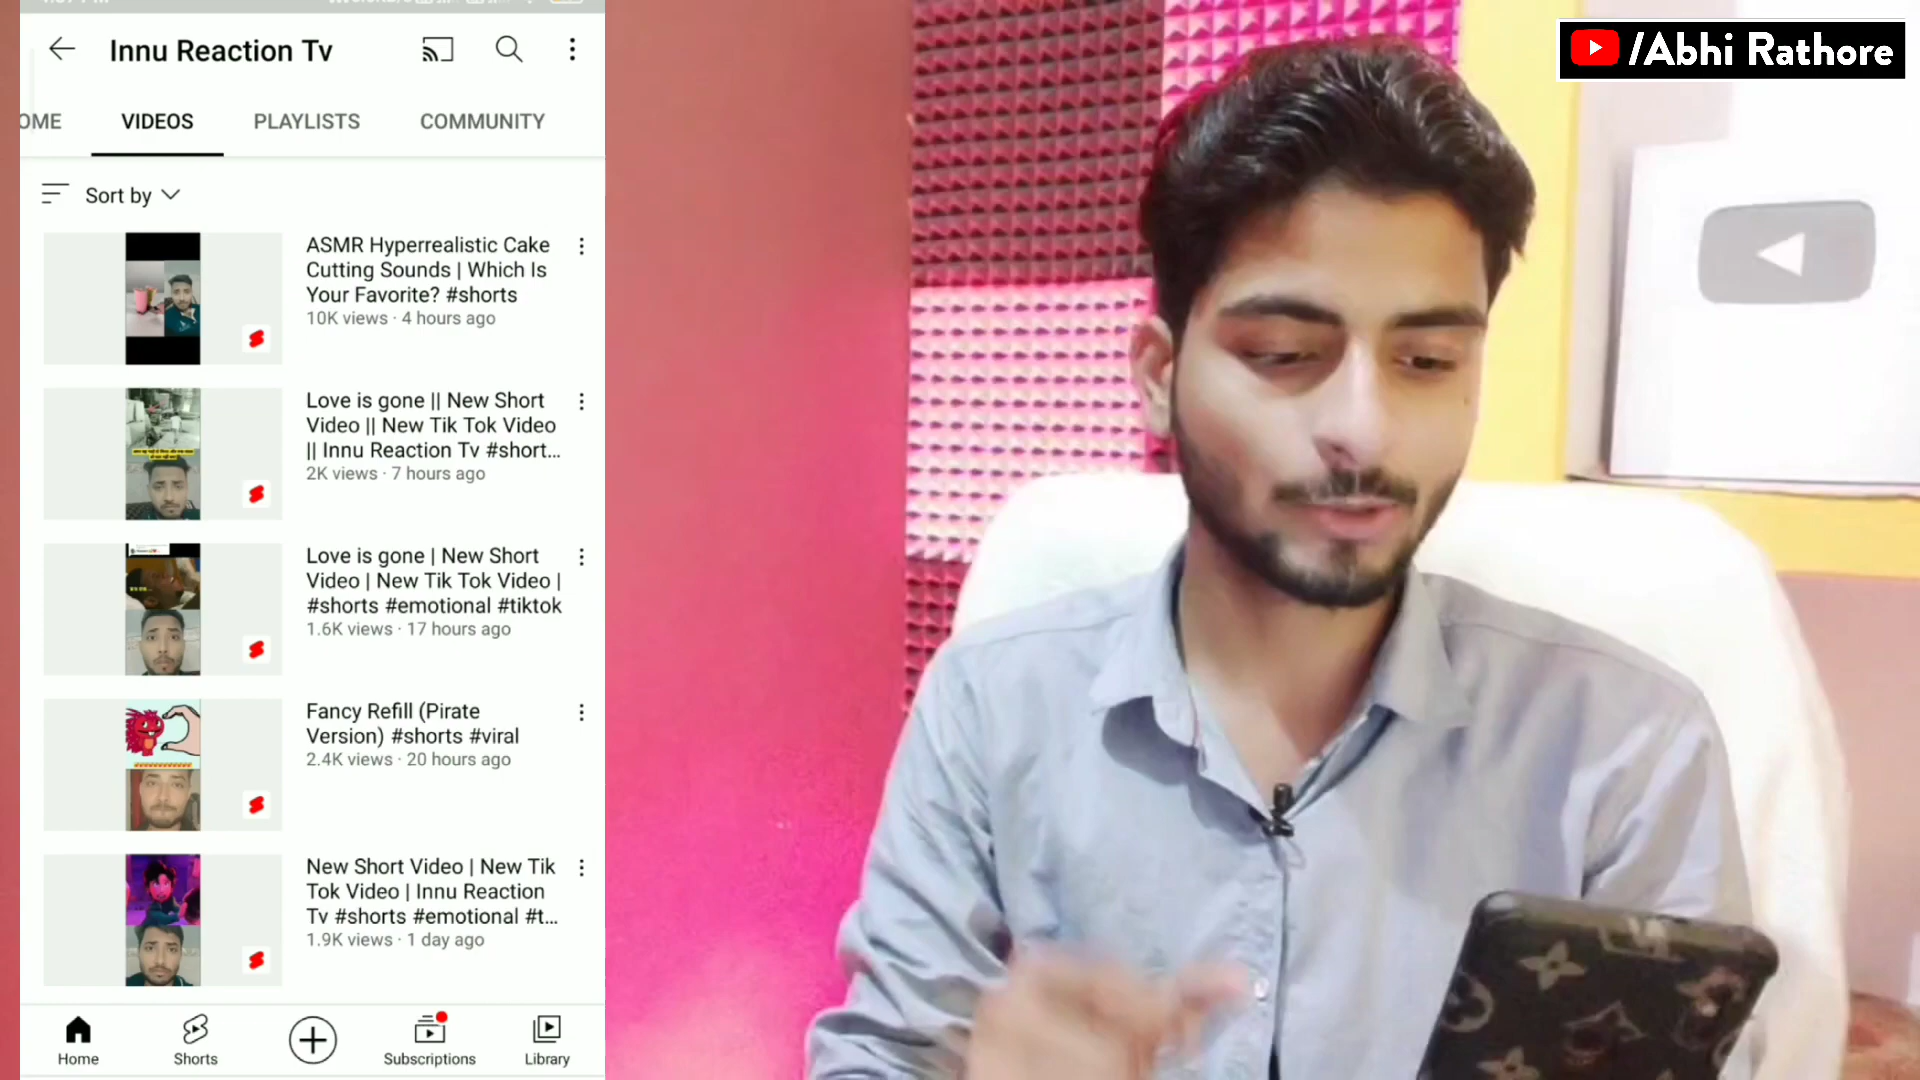 Innu Reaction Tv
OME
VIDEOS
PLAYLISTS
COMMUNITY
Sort by
ASMR Hyperrealistic Cake
Cutting Sounds | Which Is
Your Favorite? #shorts
10K views · 4 hours ago
Love is gone || New Short
Video || New Tik Tok Video
|| Innu Reaction Tv #short...
2K views · 7 hours ago
Love is gone | New Short
Video | New Tik Tok Video |
#shorts #emotional #tiktok
1.6K views · 17 hours ago
Fancy Refill (Pirate
Version) #shorts #viral
2.4K views · 20 hours ago
New Short Video | New Tik
Tok Video | Innu Reaction
Tv #shorts #emotional #t...
1.9K views · 1 day ago
Home
Shorts
Subscriptions
Library
/Abhi Rathore